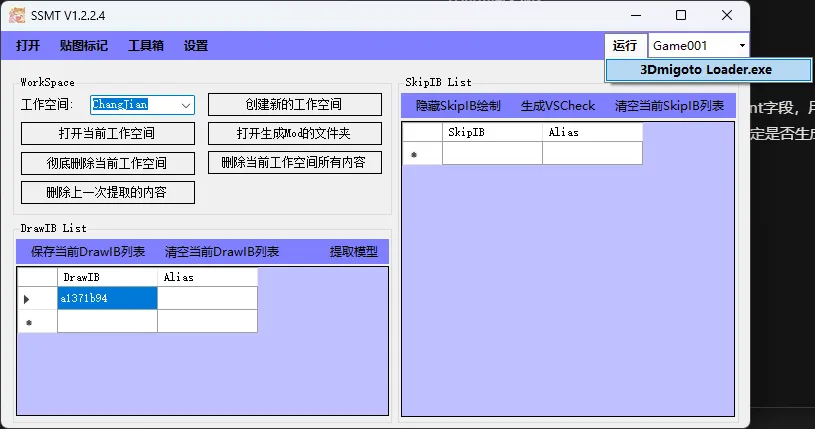 SSMT V1.2.2.4
打开 贴图标记 工具箱 设置 运行 Game001
3Dmigoto Loader.exe
WorkSpace
工作空间: ChangJian 创建新的工作空间
打开当前工作空间 打开生成Mod的文件夹
彻底删除当前工作空间 删除当前工作空间所有内容
删除上一次提取的内容
DrawIB List
保存当前DrawIB列表 清空当前DrawIB列表 提取模型
DrawIB Alias
a1371b94
SkipIB List
隐藏SkipIB绘制 生成VSCheck 清空当前SkipIB列表
SkipIB Alias
nt字段,
定是否生成